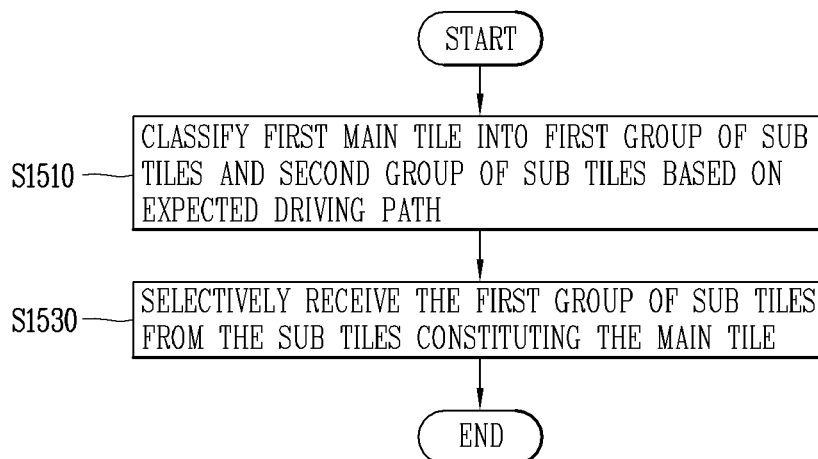 START
S1510
CLASSIFY FIRST MAIN TILE INTO FIRST GROUP OF SUB
TILES AND SECOND GROUP OF SUB TILES BASED ON
EXPECTED DRIVING PATH
S1530
SELECTIVELY RECEIVE THE FIRST GROUP OF SUB TILES
FROM THE SUB TILES CONSTITUTING THE MAIN TILE
END